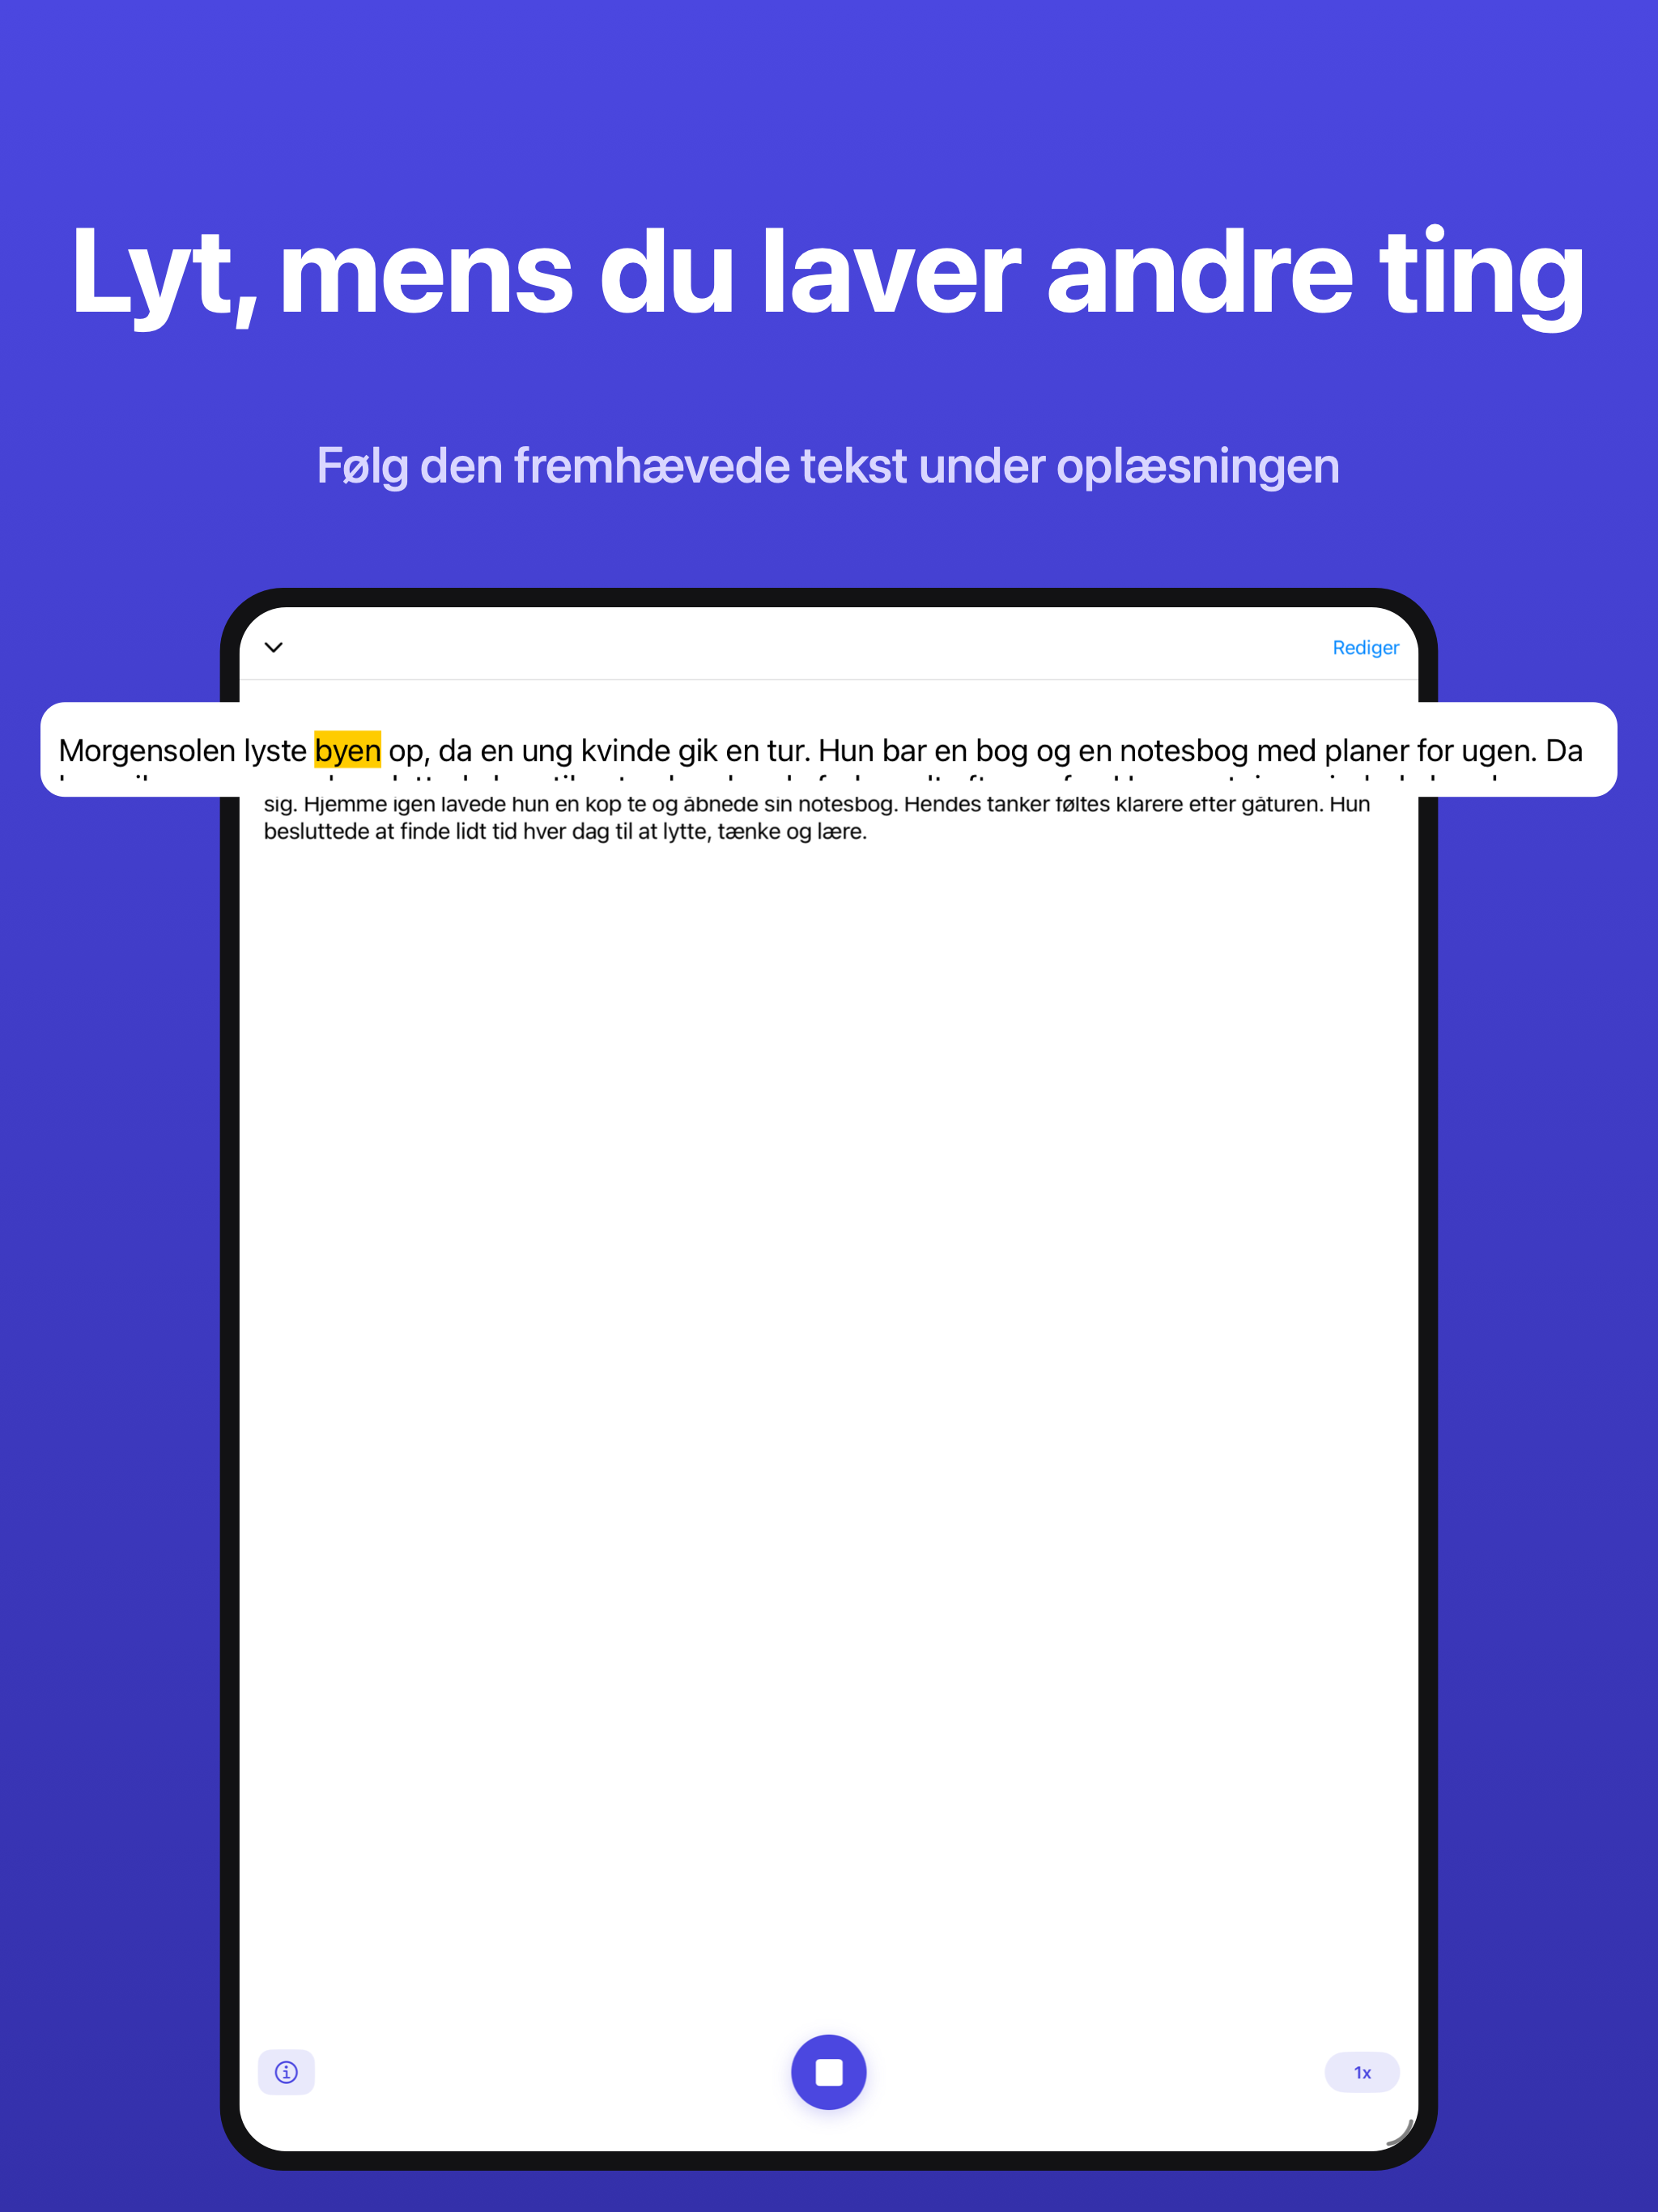 Lyt, mens du laver andre ting
Følg den fremhævede tekst under oplæsningen
Rediger
Morgensolen lyste byen op, da en ung kvinde gik en tur. Hun bar en bog og en notesbog med planer for ugen. Da
sig. Hjemme igen lavede hun en kop te og åbnede sin notesbog. Hendes tanker føltes klarere efter gåturen. Hun
besluttede at finde lidt tid hver dag til at lytte, tænke og lære.
1x